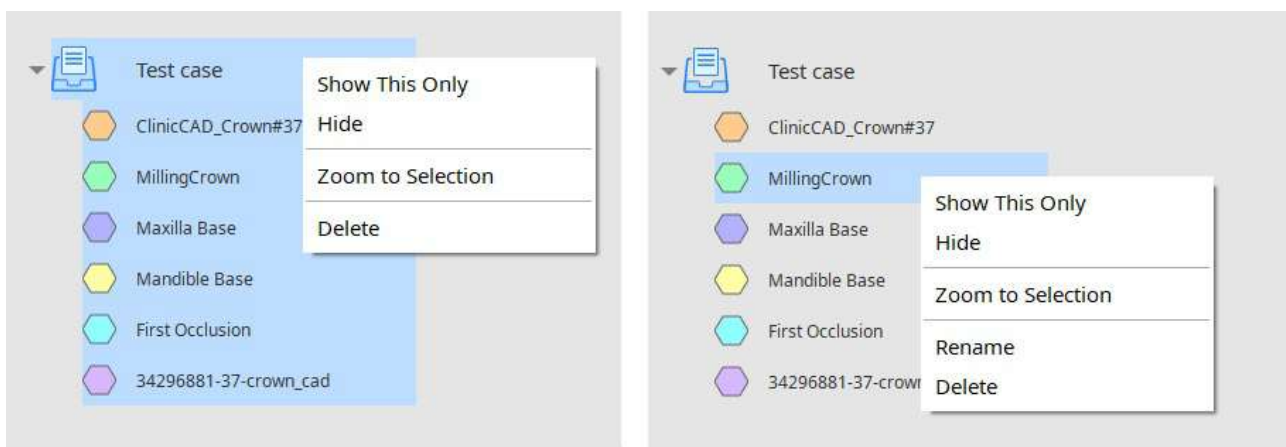 Test case
ClinicCAD_Crown#37
MillingCrown
Maxilla Base
Mandible Base
First Occlusion
34296881-37-crown_cad
Show This Only
Hide
Zoom to Selection
Delete
Test case
ClinicCAD_Crown#37
MillingCrown
Maxilla Base
Mandible Base
First Occlusion
34296881-37-crow
Show This Only
Hide
Zoom to Selection
Rename
Delete